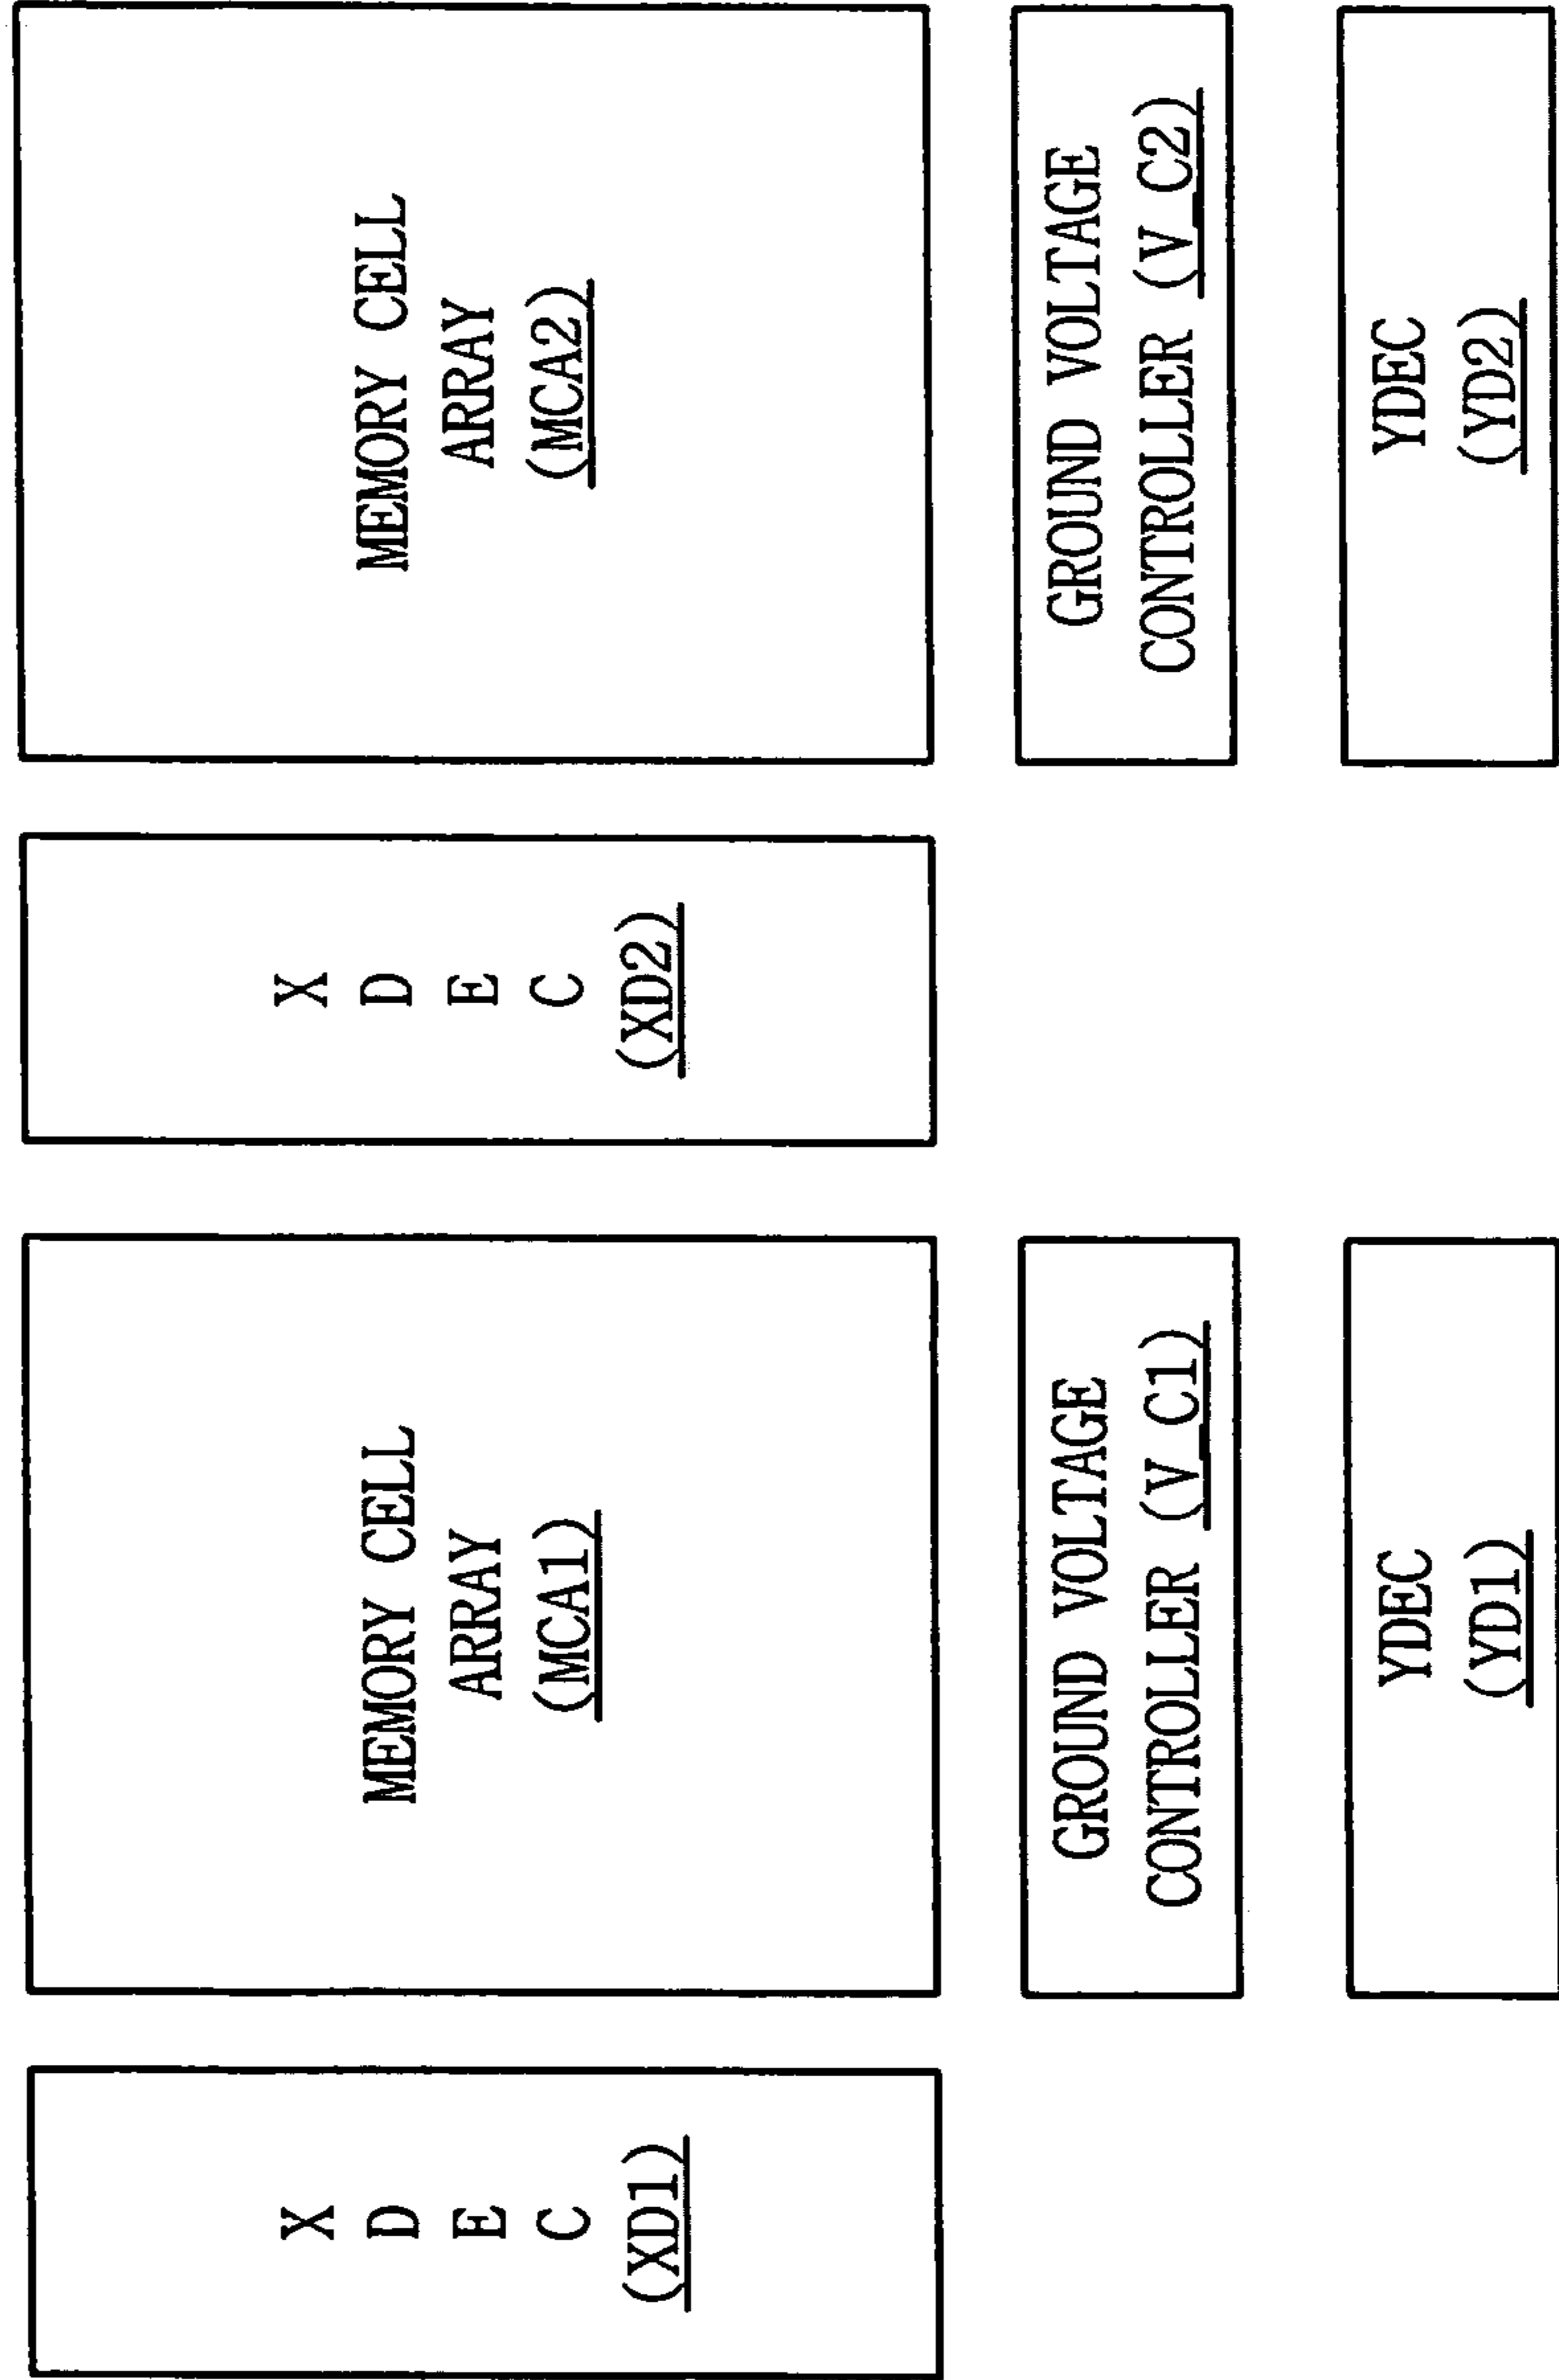 X
D
E
C
(XD1)
MEMORY CELL
ARRAY
(MCA1)
X
D
E
C
(XD2)
MEMORY CELL
ARRAY
(MCA2)
GROUND VOLTAGE
CONTROLLER (V_C1)
GROUND VOLTAGE
CONTROLLER (V_C2)
YDEC
(YD1)
YDEC
(YD2)